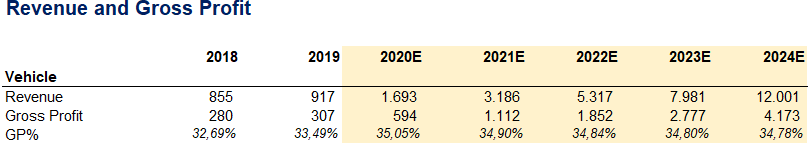 Revenue and Gross Profit
2018 2019 2020E 2021E 2022E 2023E 2024E
Vehicle
Revenue 855 917 1.693 3.186 5.317 7.981 12.001
Gross Profit 280 307 594 1.112 1.852 2.777 4.173
GP% 32,69% 33,49% 35,05% 34,90% 34,84% 34,80% 34,78%